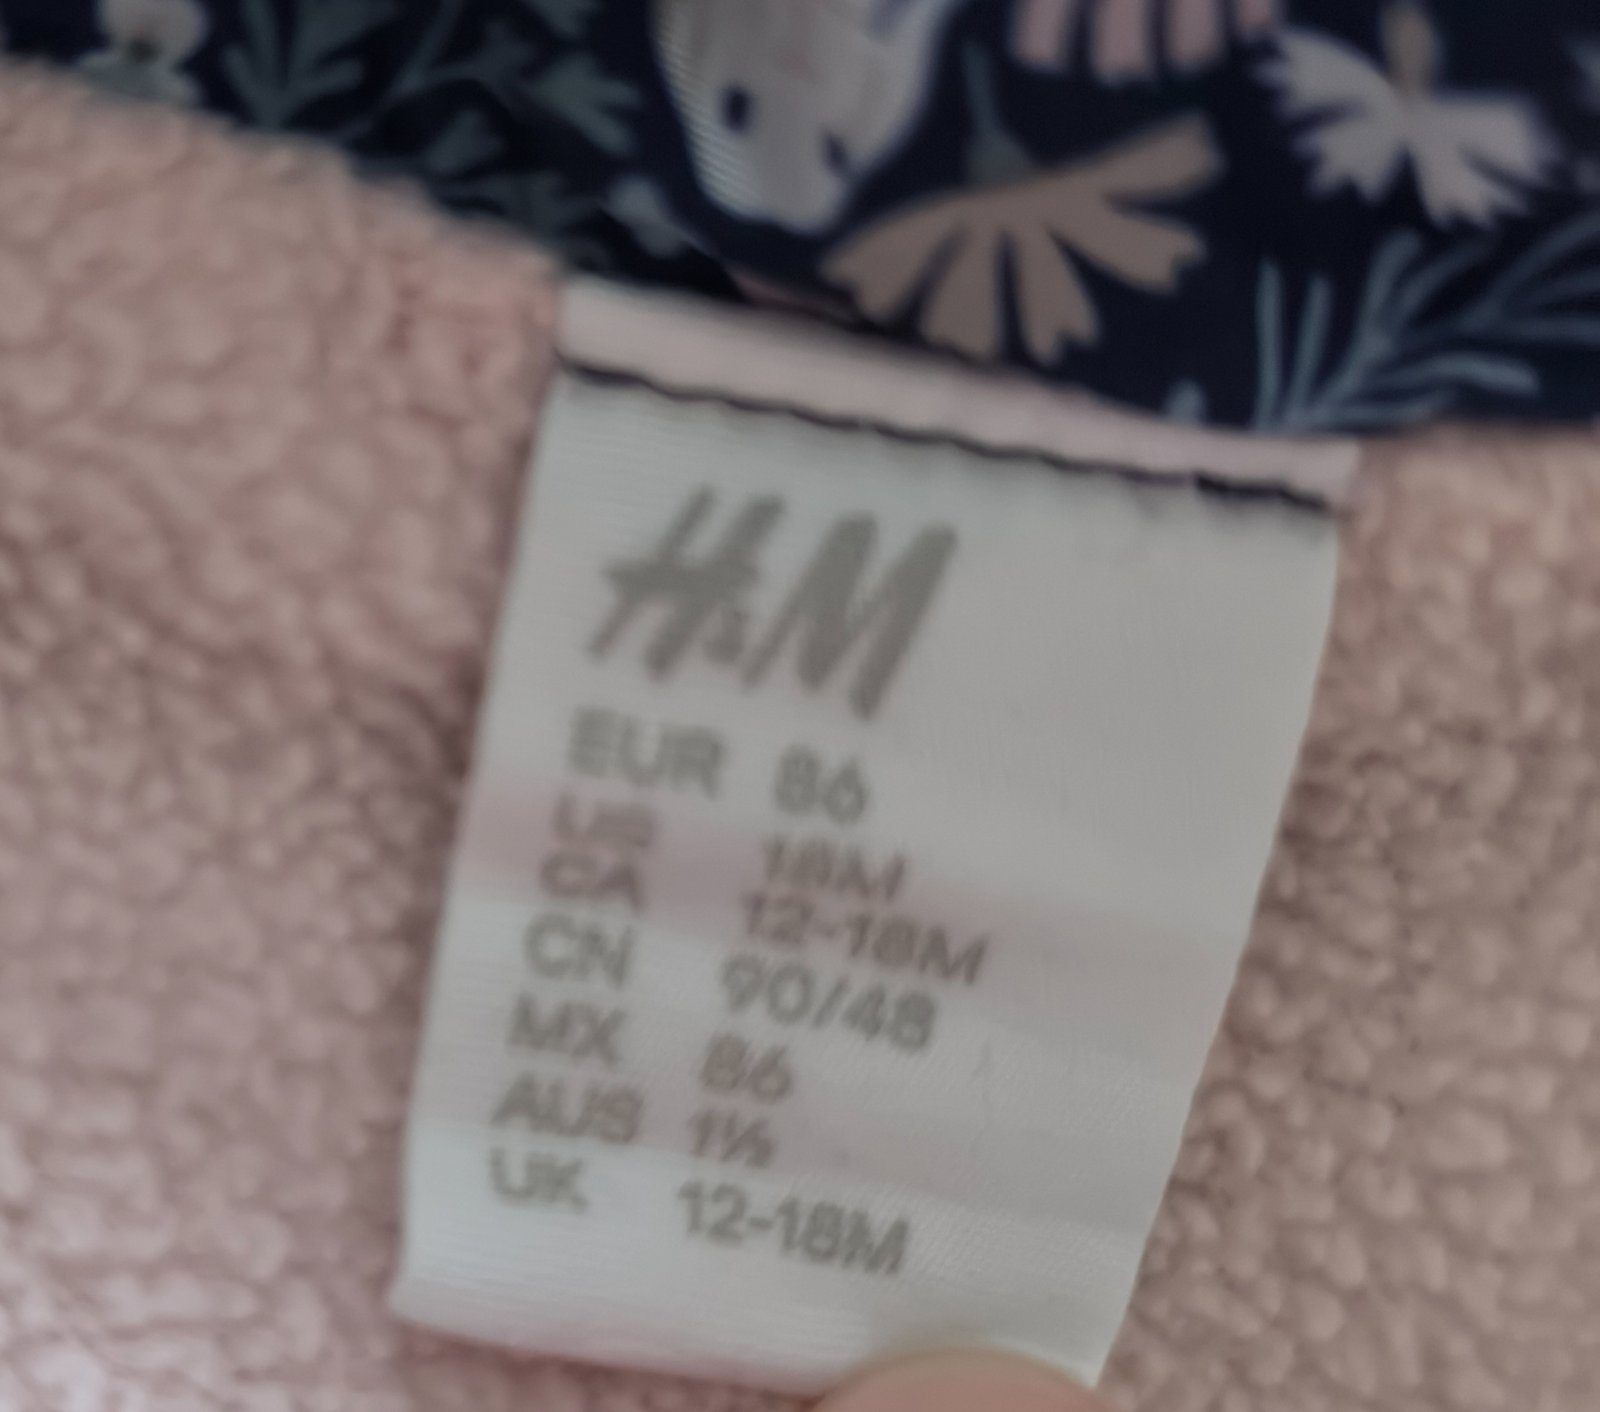 H&M
EUR 86
US 18M
CA 12-18M
CN 90/48
MX 86
AUS 1½
UK 12-18M